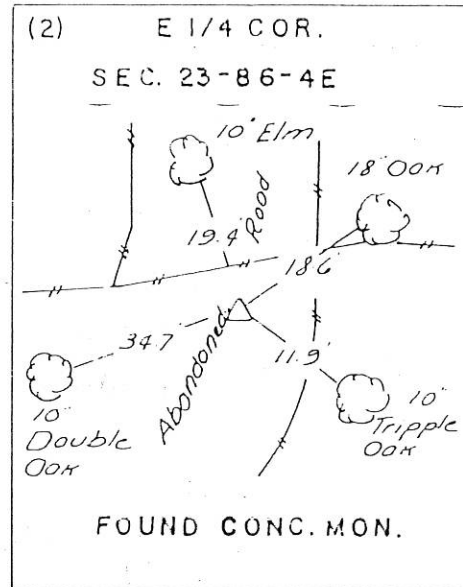 (2) E 1/4 COR.
SEC. 23-86-4E
10" Elm
18" Oak
19.4'
Road
18.6'
34.7'
Abandoned
11.9'
10"
Double
Oak
10"
Tripple
Oak
FOUND CONC. MON.